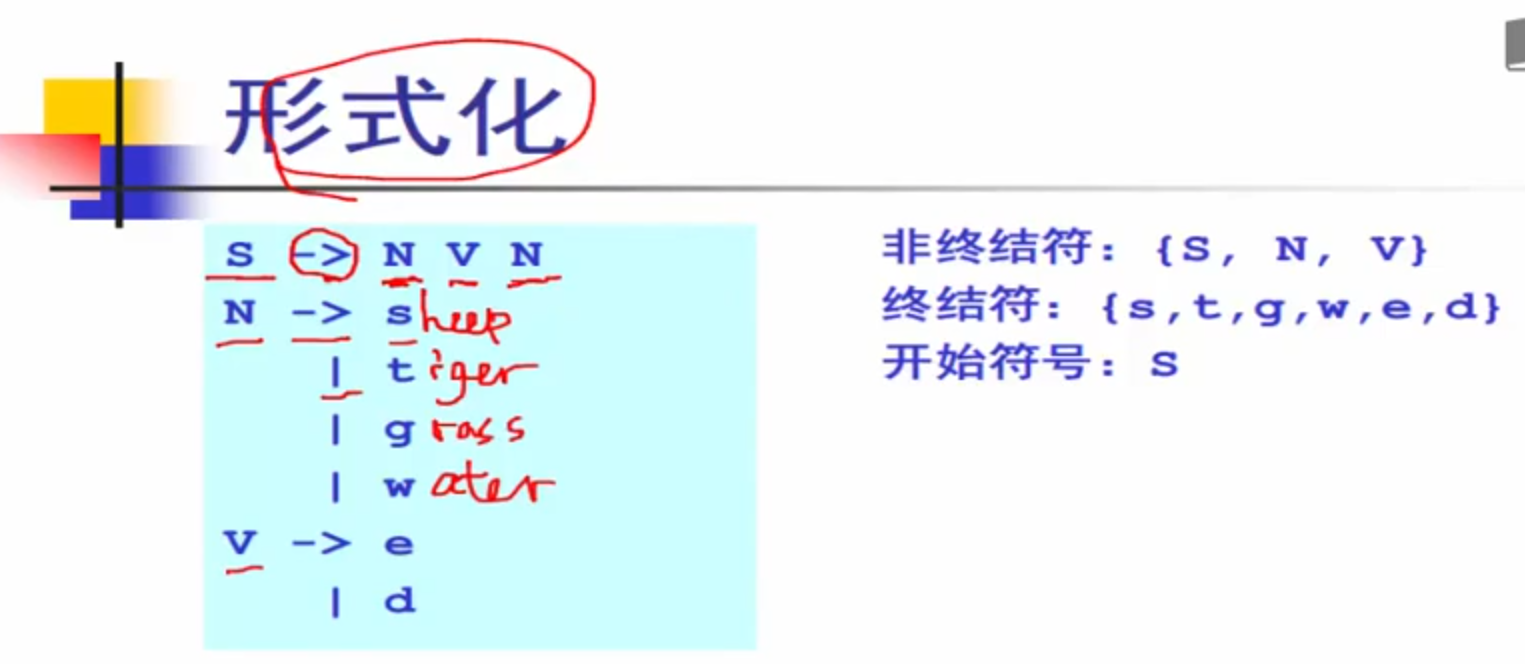 形式化
S -> N V N
N -> sheep
| tiger
| grass
| water
V -> e
| d
非终结符：{S, N, V}
终结符：{s,t,g,w,e,d}
开始符号：S